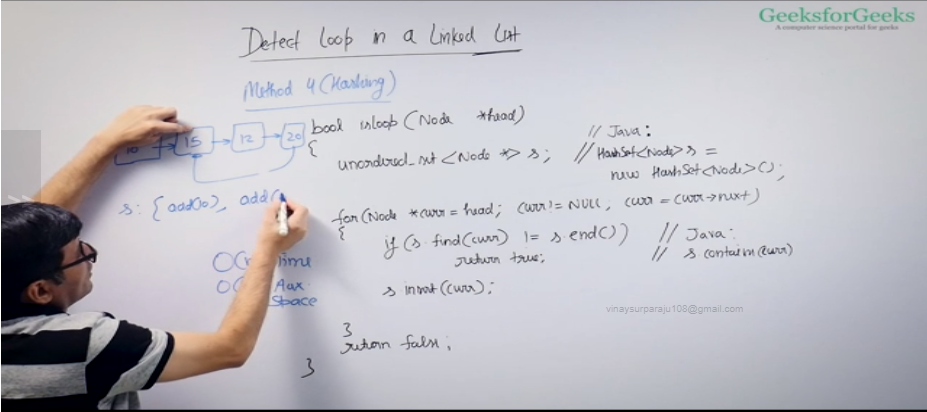 GeeksforGeeks
A computer science portal for geeks
Detect Loop in a Linked List
Method 4 (Hashing)
10 15 12 20
s: { add(10), add(
O( Time
O( Aux.
Space
bool isLoop (Node *head)
{
unordered_set <Node *> s; // Java:
// HashSet<Node> s =
new HashSet<Node>();
for (Node *curr = head; curr != NULL; curr = curr→next)
{
if (s.find(curr) != s.end()) // Java:
return true; // s contains(curr)
s insert (curr);
}
return false;
}
vinaysurparaju108@gmail.com